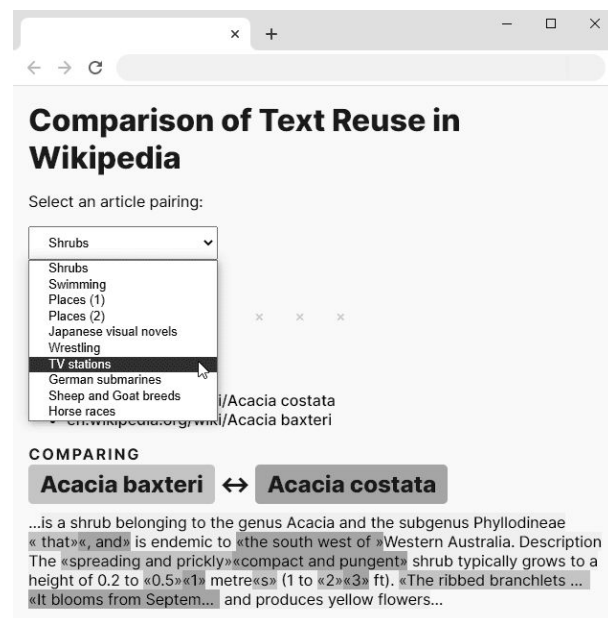 Comparison of Text Reuse in
Wikipedia
Select an article pairing:
Shrubs
Shrubs
Swimming
Places (1)
Places (2)
Japanese visual novels
Wrestling
TV stations
German submarines
Sheep and Goat breeds
Horse races
i/Acacia costata
en.wikipedia.org/wiki/Acacia baxteri
COMPARING
Acacia baxteri ↔ Acacia costata
...is a shrub belonging to the genus Acacia and the subgenus Phyllodineae
« that»«, and» is endemic to «the south west of »Western Australia. Description
The «spreading and prickly»«compact and pungent» shrub typically grows to a
height of 0.2 to «0.5»«1» metre«s» (1 to «2»«3» ft). «The ribbed branchlets ...
«It blooms from Septem... and produces yellow flowers...